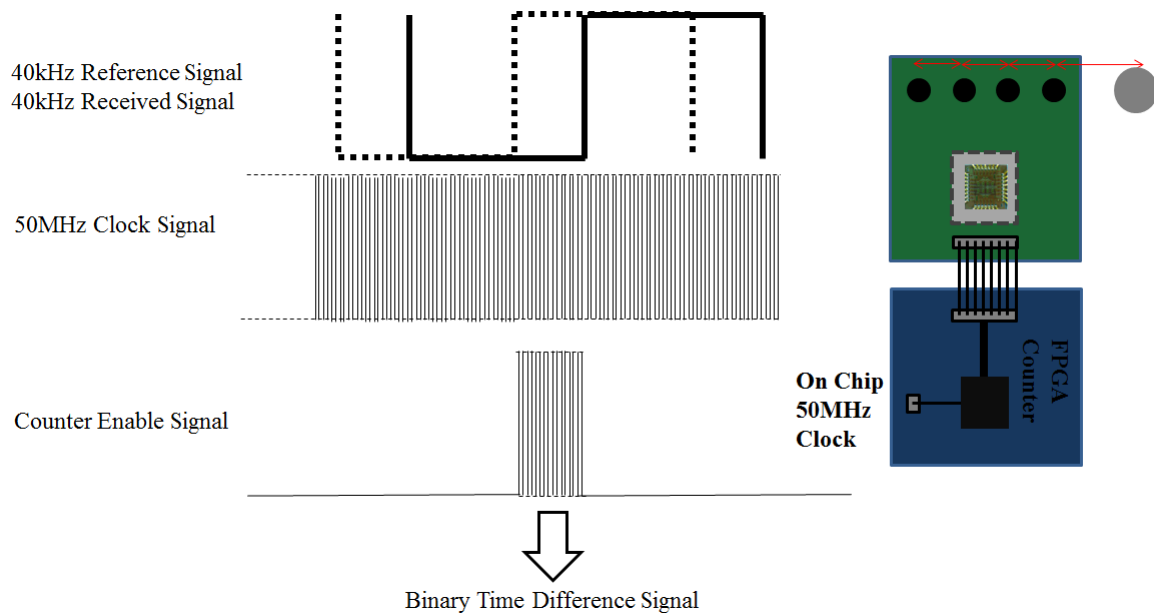 40kHz Reference Signal
40kHz Received Signal
50MHz Clock Signal
Counter Enable Signal
Binary Time Difference Signal
On Chip
50MHz
Clock
FPGA
Counter